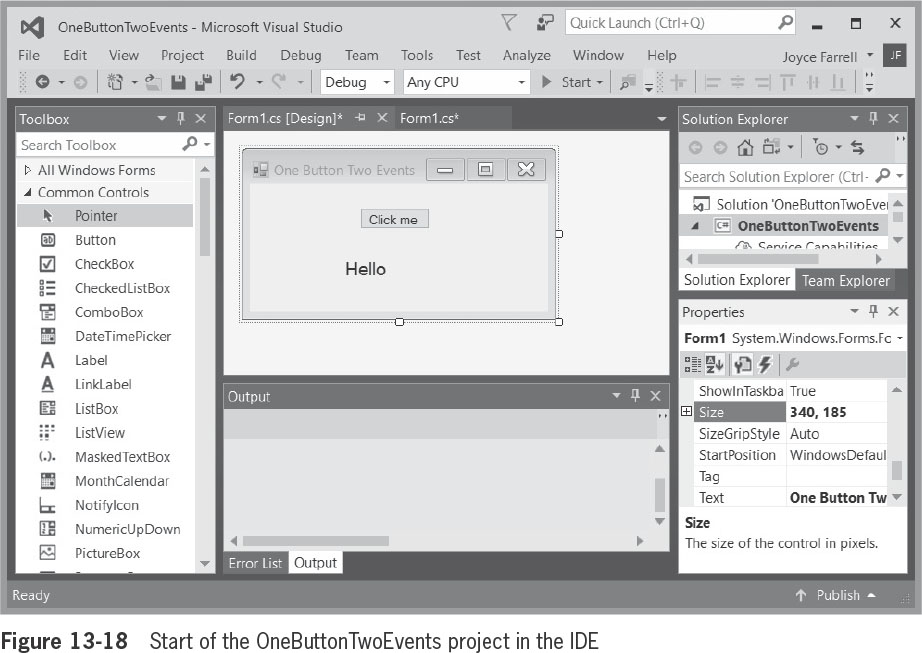 OneButtonTwoEvents - Microsoft Visual Studio
Quick Launch (Ctrl+Q)
File Edit View Project Build Debug Team Tools Test Analyze Window Help
Joyce Farrell JF
Debug Any CPU Start
Toolbox
Search Toolbox
All Windows Forms
Common Controls
Pointer
Button
CheckBox
CheckedListBox
ComboBox
DateTimePicker
Label
LinkLabel
ListBox
ListView
MaskedTextBox
MonthCalendar
NotifyIcon
NumericUpDown
PictureBox
Form1.cs [Design]* Form1.cs*
One Button Two Events
Click me
Hello
Output
Error List Output
Solution Explorer
Search Solution Explorer (Ctrl-
Solution 'OneButtonTwoEve
C# OneButtonTwoEvents
Service Capabilities
Solution Explorer Team Explorer
Properties
Form1 System.Windows.Forms.Fo
ShowInTaskba True
Size 340, 185
SizeGripStyle Auto
StartPosition WindowsDefaul
Tag
Text One Button Tw
Size
The size of the control in pixels.
Ready
Publish
Figure 13-18 Start of the OneButtonTwoEvents project in the IDE